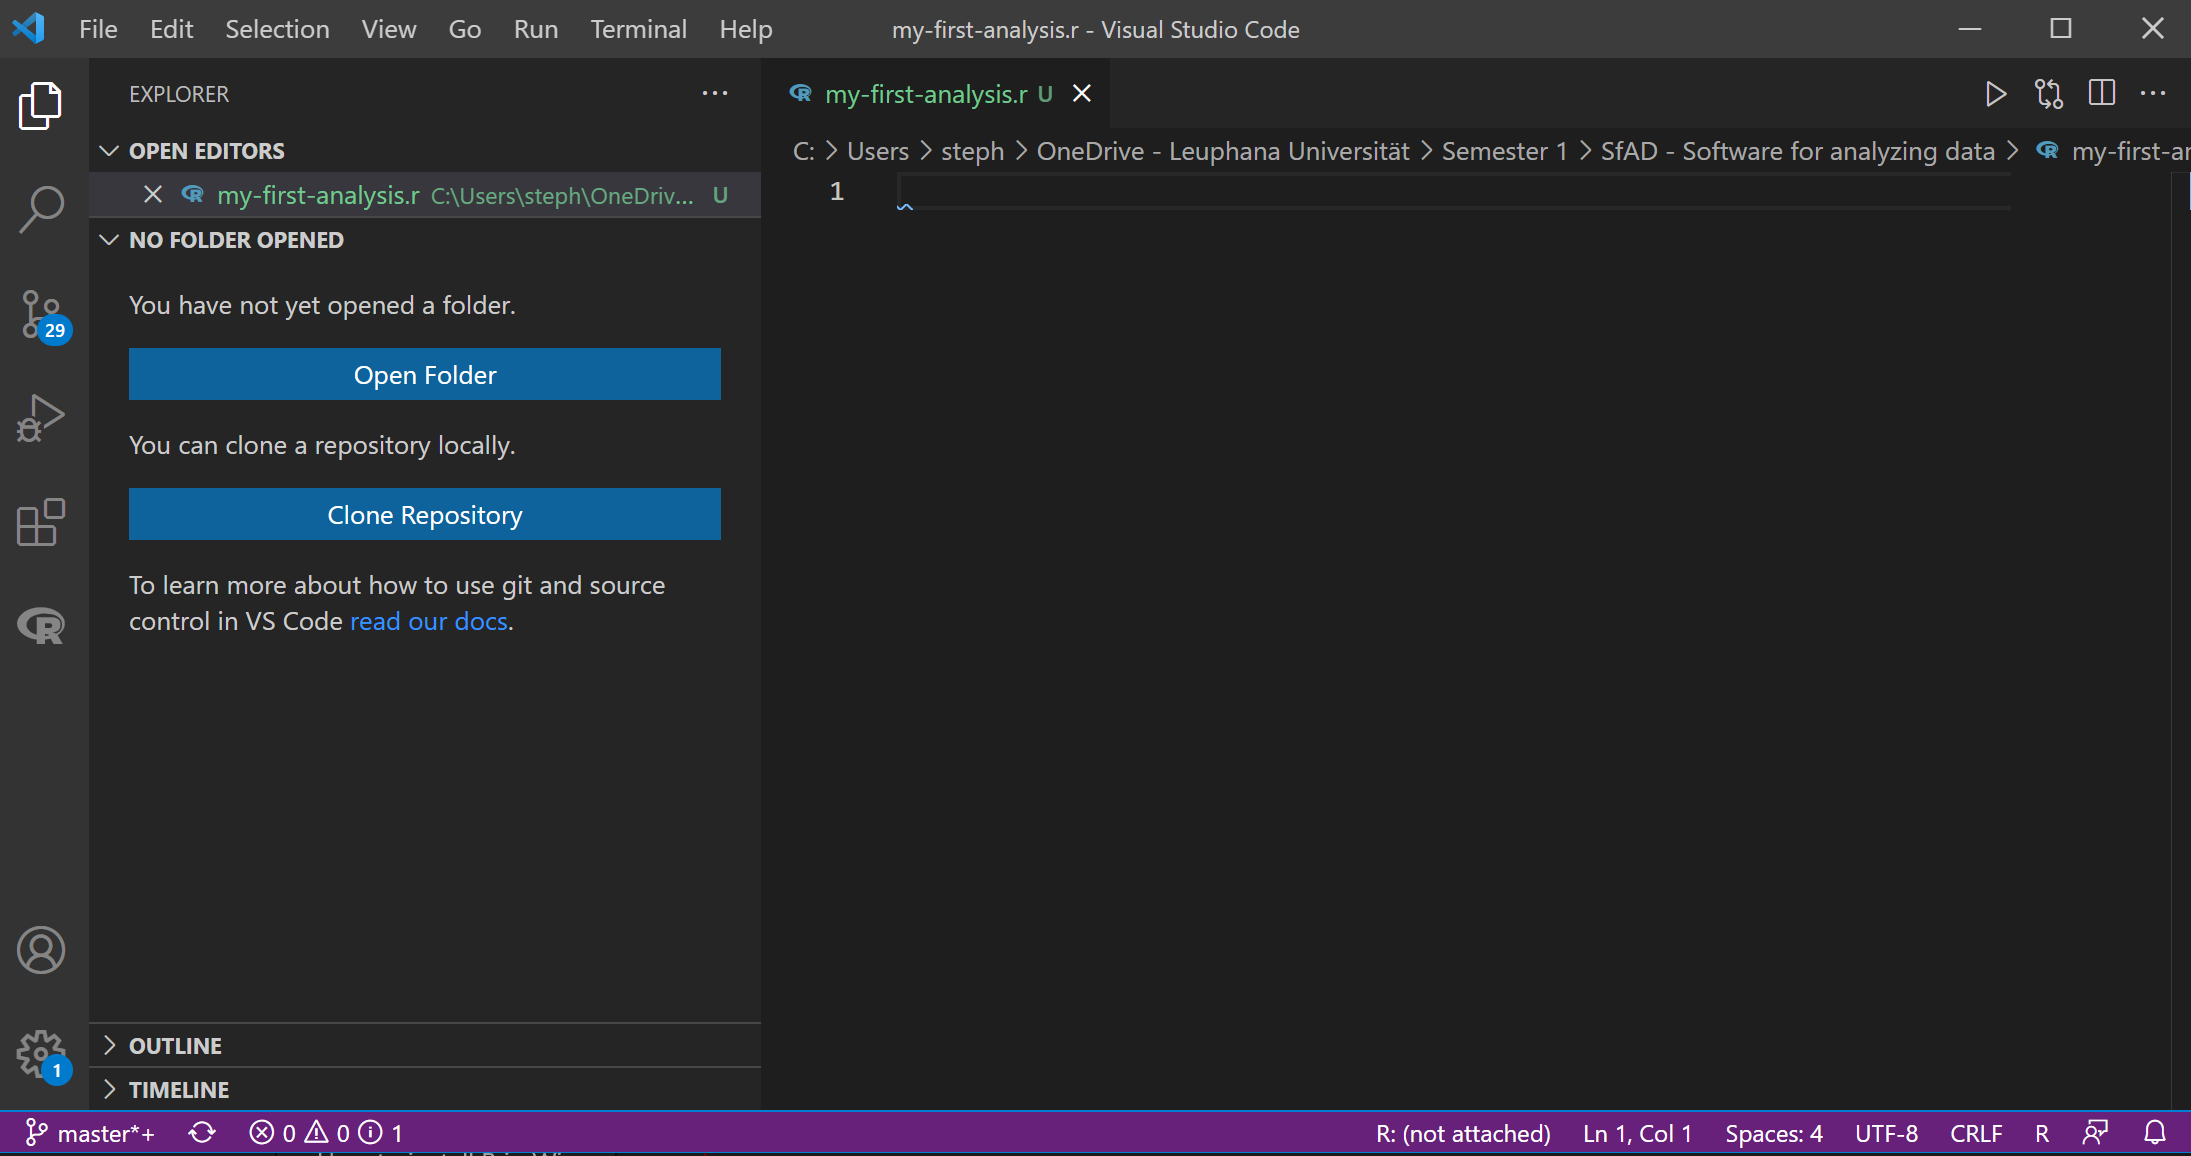 File Edit Selection View Go Run Terminal Help my-first-analysis.r - Visual Studio Code
EXPLORER
my-first-analysis.r U
OPEN EDITORS
C: > Users > steph > OneDrive - Leuphana Universität > Semester 1 > SfAD - Software for analyzing data > my-first-ar
my-first-analysis.r C:\Users\steph\OneDriv... U
1
NO FOLDER OPENED
You have not yet opened a folder.
29
Open Folder
You can clone a repository locally.
Clone Repository
To learn more about how to use git and source
control in VS Code read our docs.
R
OUTLINE
1
TIMELINE
master*+ 0 0 1 R: (not attached) Ln 1, Col 1 Spaces: 4 UTF-8 CRLF R